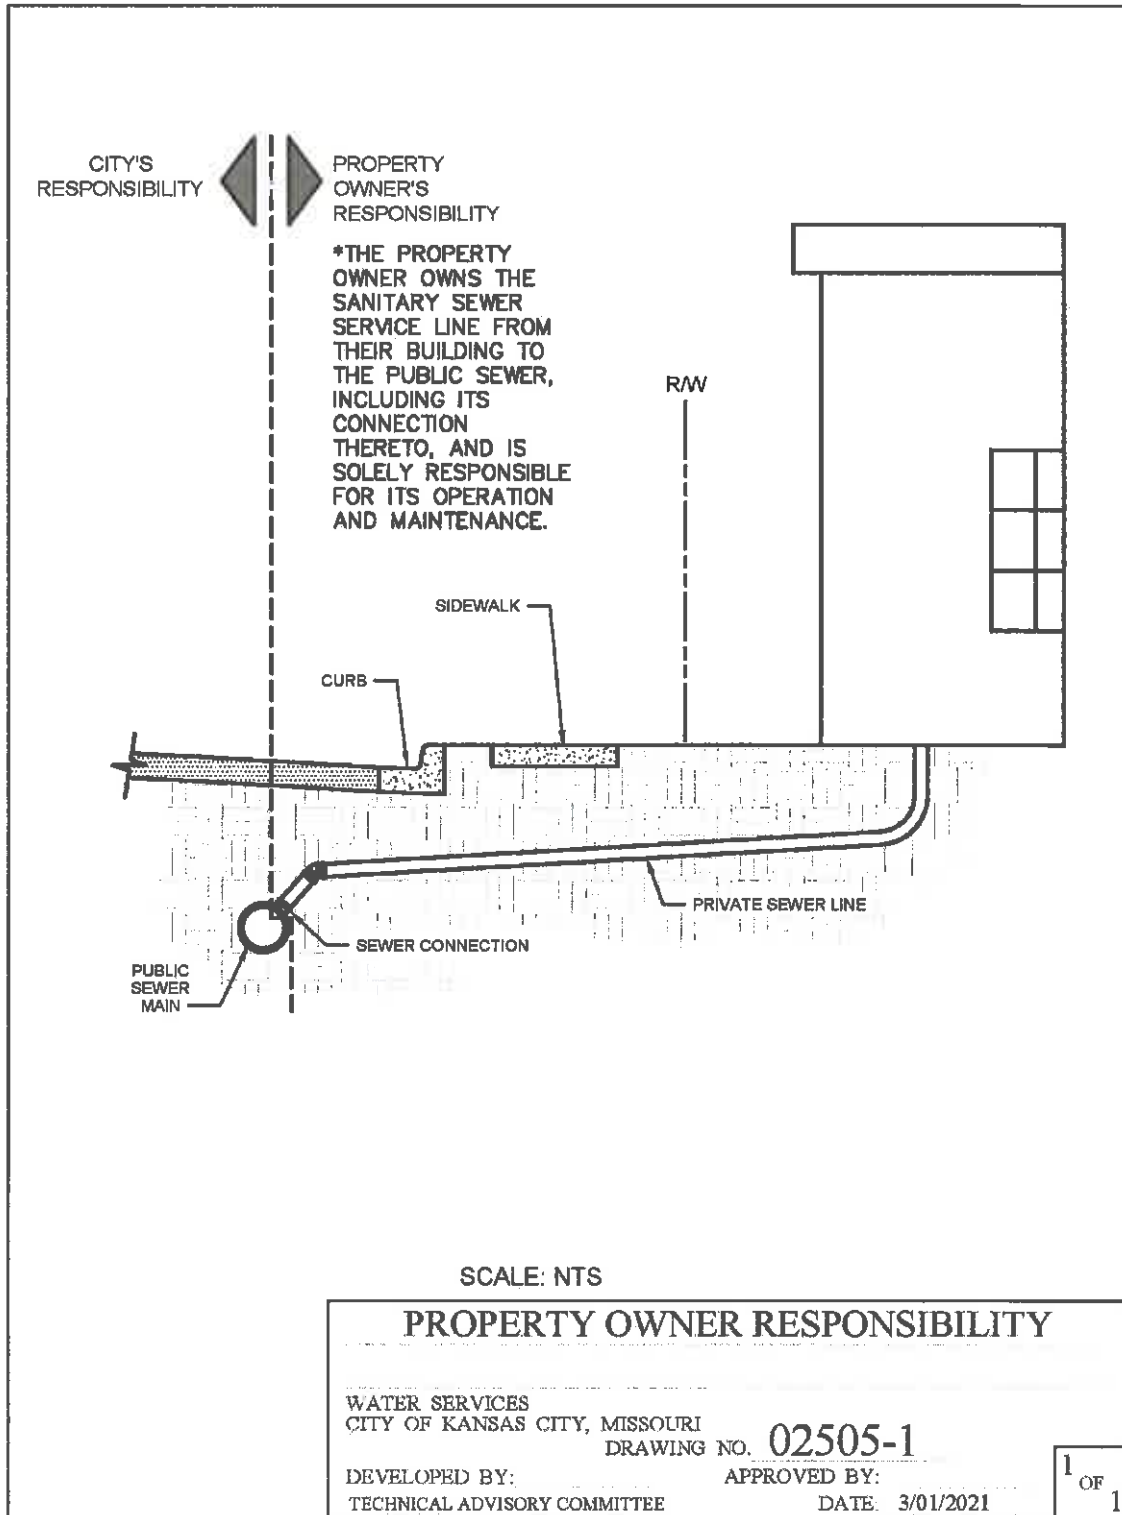 CITY'S
RESPONSIBILITY
PROPERTY
OWNER'S
RESPONSIBILITY
*THE PROPERTY
OWNER OWNS THE
SANITARY SEWER
SERVICE LINE FROM
THEIR BUILDING TO
THE PUBLIC SEWER,
INCLUDING ITS
CONNECTION
THERETO, AND IS
SOLELY RESPONSIBLE
FOR ITS OPERATION
AND MAINTENANCE.
R/W
SIDEWALK
CURB
PRIVATE SEWER LINE
SEWER CONNECTION
PUBLIC
SEWER
MAIN
SCALE: NTS
PROPERTY OWNER RESPONSIBILITY
WATER SERVICES
CITY OF KANSAS CITY, MISSOURI
DRAWING NO. 02505-1
DEVELOPED BY:
TECHNICAL ADVISORY COMMITTEE
APPROVED BY:
DATE: 3/01/2021
1 OF 1